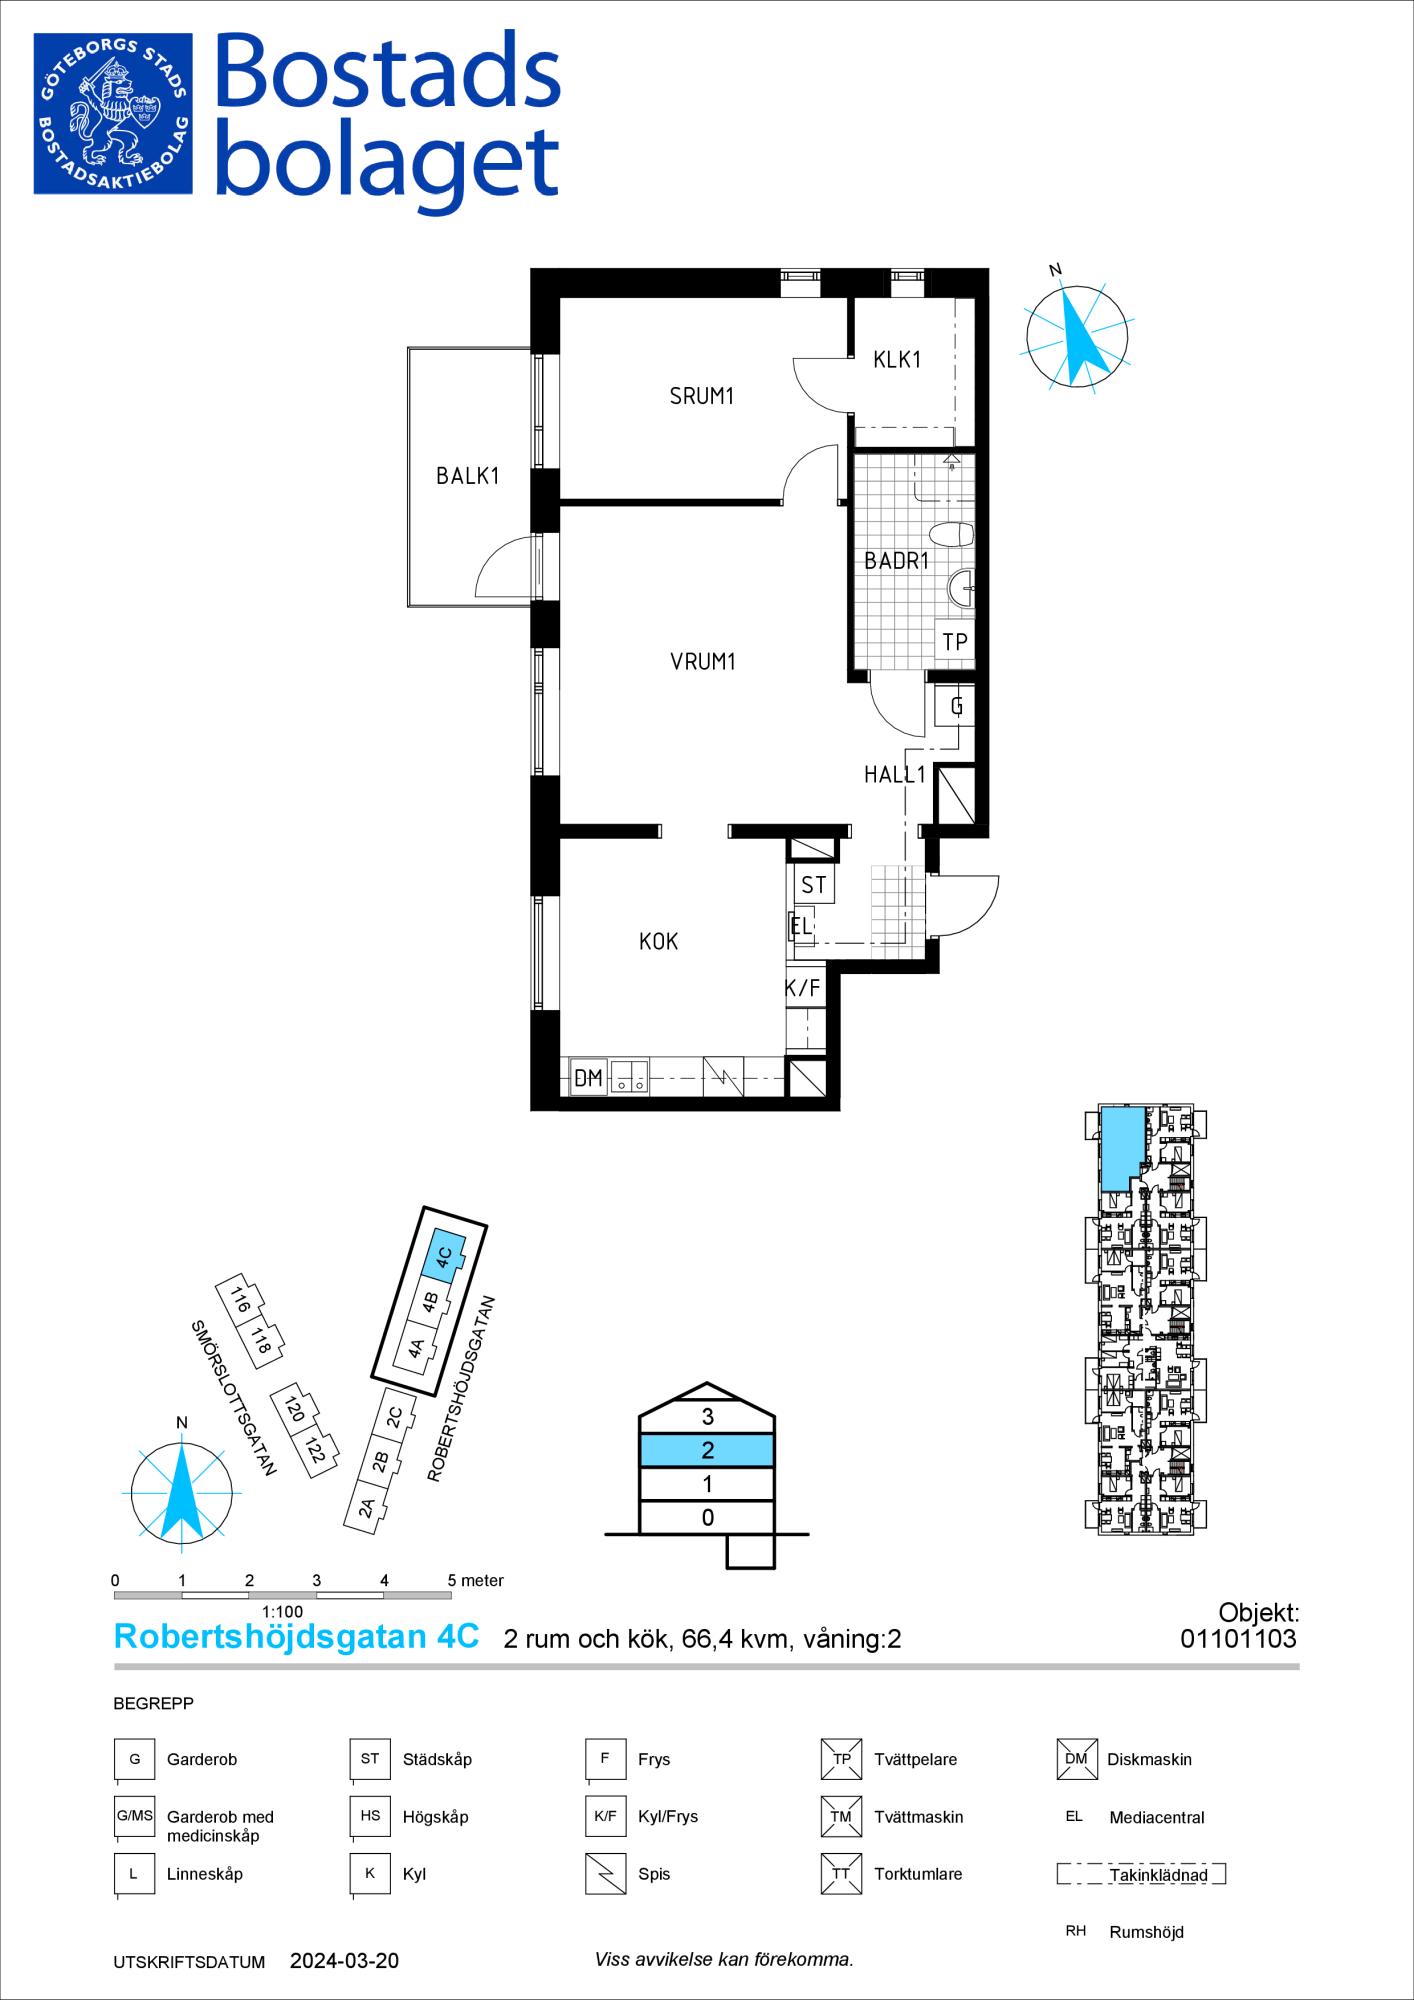 GÖTEBORGS STADS
BOSTADSAKTIEBOLAG
Bostads
bolaget
N
KLK1
SRUM1
BALK1
BADR1
TP
VRUM1
G
HALL1
ST
EL
KÖK
K/F
DM
4C
4B
4A
116
118
120
122
2C
2B
2A
SMÖRSLOTTSGATAN
ROBERTSHÖJDSGATAN
N
3
2
1
0
0 1 2 3 4 5 meter
1:100
Robertshöjdsgatan 4C 2 rum och kök, 66,4 kvm, våning:2
Objekt:
01101103
BEGREPP
G Garderob
ST Städskåp
F Frys
TP Tvättpelare
DM Diskmaskin
G/MS Garderob med
medicinskåp
HS Högskåp
K/F Kyl/Frys
TM Tvättmaskin
EL Mediacentral
L Linneskåp
K Kyl
Spis
TT Torktumlare
Takinklädnad
RH Rumshöjd
UTSKRIFTSDATUM 2024-03-20
Viss avvikelse kan förekomma.